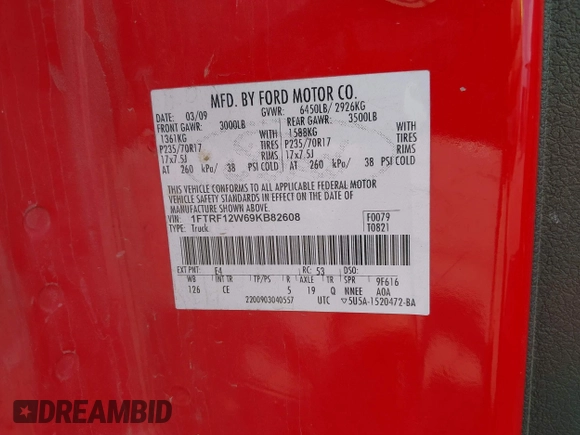 MFD. BY FORD MOTOR CO.
DATE: 03/09 GVWR: 6450LB/ 2926KG
FRONT GAWR: 3000LB REAR GAWR: 3500LB
1361KG WITH 1588KG WITH
P235/70R17 TIRES P235/70R17 TIRES
17x7.5J RIMS 17x7.5J RIMS
AT 260 kPa/ 38 PSI COLD AT 260 kPa/ 38 PSI COLD
THIS VEHICLE CONFORMS TO ALL APPLICABLE FEDERAL MOTOR
VEHICLE SAFETY STANDARDS IN EFFECT ON THE DATE OF
MANUFACTURE SHOWN ABOVE.
VIN: 1FTRF12W69KB82608 F0079
TYPE: Truck T0821
EXT PNT: E4 RC: 53 DSO:
WB INT TR TP/PS R AXLE TR SPR 9F616
126 CE 5 19 Q NNEE A0A
2200903040557 UTC 5U5A-1520472-BA
DREAMBID